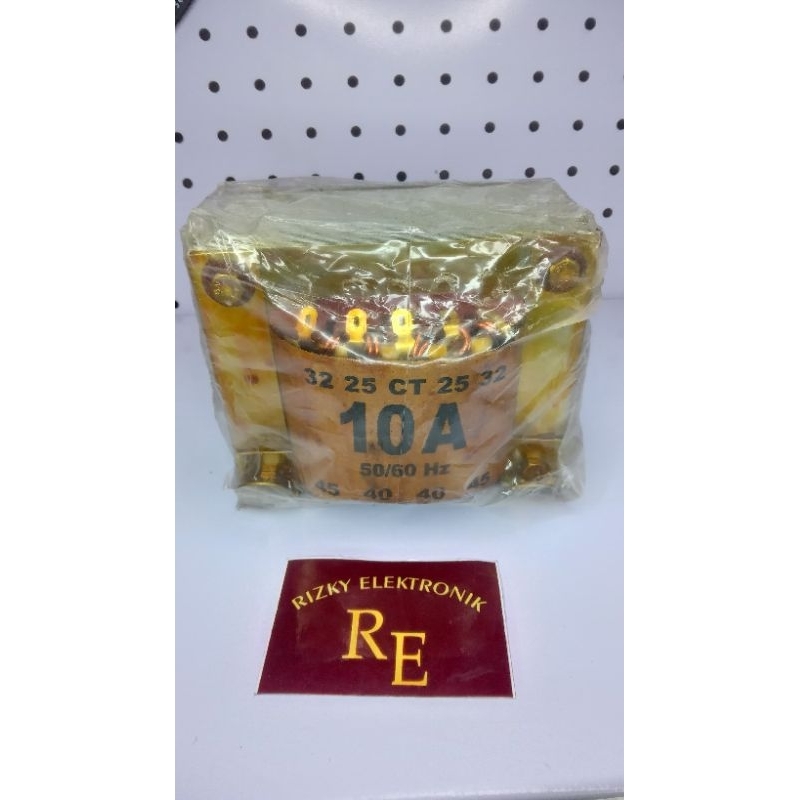 32 25 CT 25 32
10A
50/60 Hz
45 40 40 45
RIZKY ELEKTRONIK
RE